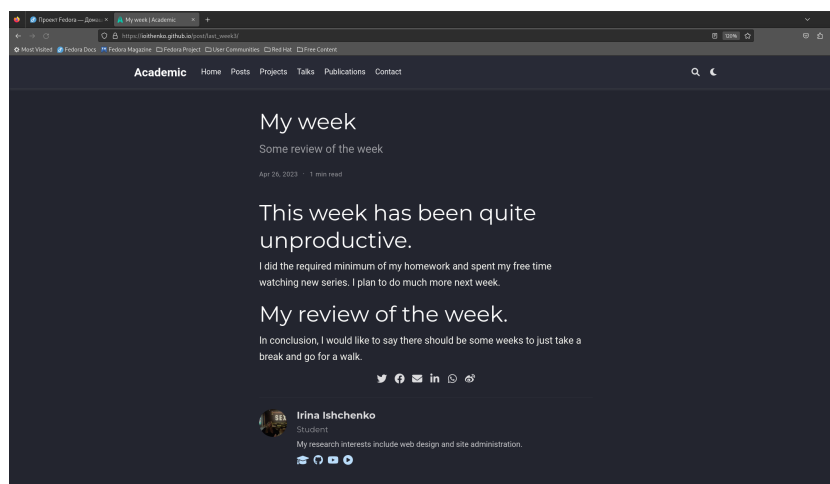 Проект Fedora — Дома
My week | Academic
https://ioithenko.github.io/post/last_week3/
120%
Most Visited Fedora Docs Fedora Magazine Fedora Project User Communities Red Hat Free Content
Academic Home Posts Projects Talks Publications Contact
My week
Some review of the week
Apr 26, 2023 · 1 min read
This week has been quite
unproductive.
I did the required minimum of my homework and spent my free time
watching new series. I plan to do much more next week.
My review of the week.
In conclusion, I would like to say there should be some weeks to just take a
break and go for a walk.
Irina Ishchenko
Student
My research interests include web design and site administration.